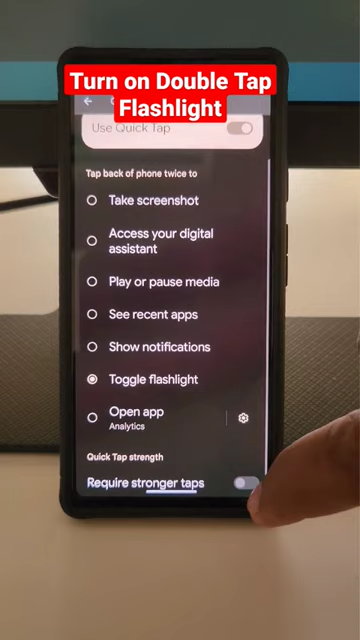 Turn on Double Tap
Flashlight
Use Quick Tap
Tap back of phone twice to
Take screenshot
Access your digital
assistant
Play or pause media
See recent apps
Show notifications
Toggle flashlight
Open app
Analytics
Quick Tap strength
Require stronger taps